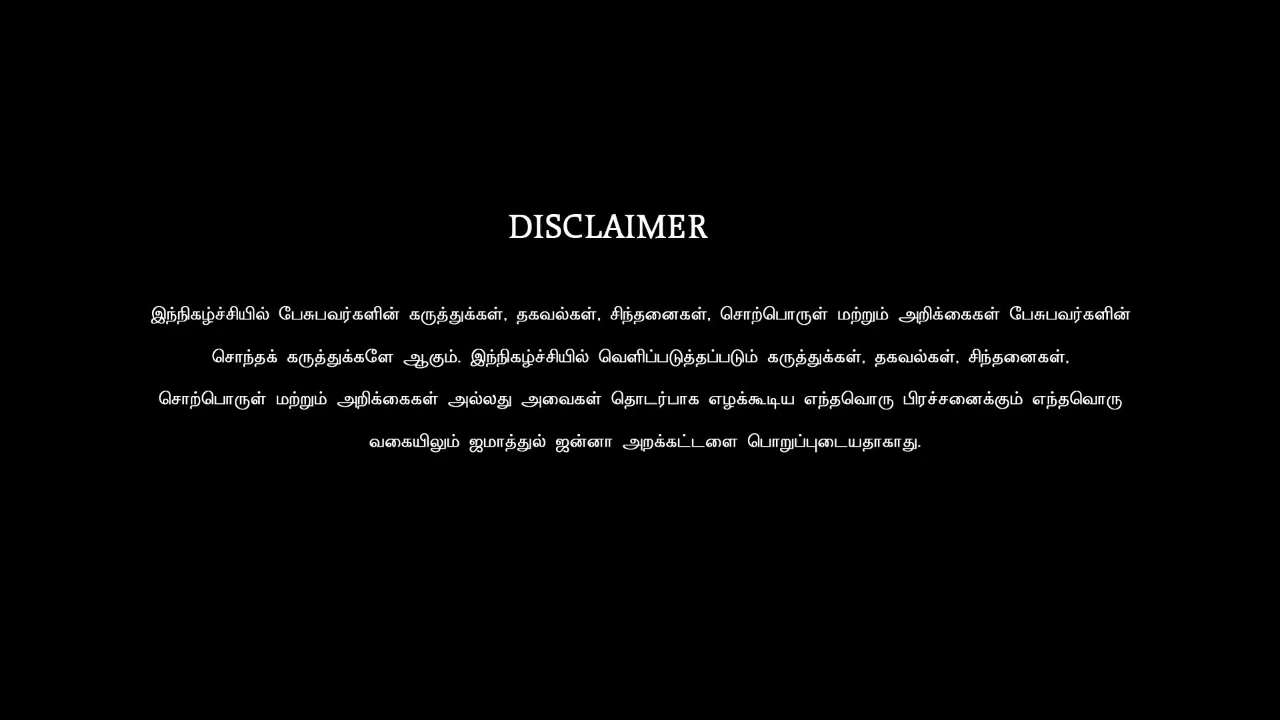 DISCLAIMER
இந்நிகழ்ச்சியில் பேசுபவர்களின் கருத்துக்கள், தகவல்கள், சிந்தனைகள், சொற்பொருள் மற்றும் அறிக்கைகள் பேசுபவர்களின்
சொந்தக் கருத்துக்களே ஆகும். இந்நிகழ்ச்சியில் வெளிப்படுத்தப்படும் கருத்துக்கள், தகவல்கள், சிந்தனைகள்,
சொற்பொருள் மற்றும் அறிக்கைகள் அல்லது அவைகள் தொடர்பாக எழக்கூடிய எந்தவொரு பிரச்சனைக்கும் எந்தவொரு
வகையிலும் ஜமாத்துல் ஜன்னா அறக்கட்டளை பொறுப்புடையதாகாது.